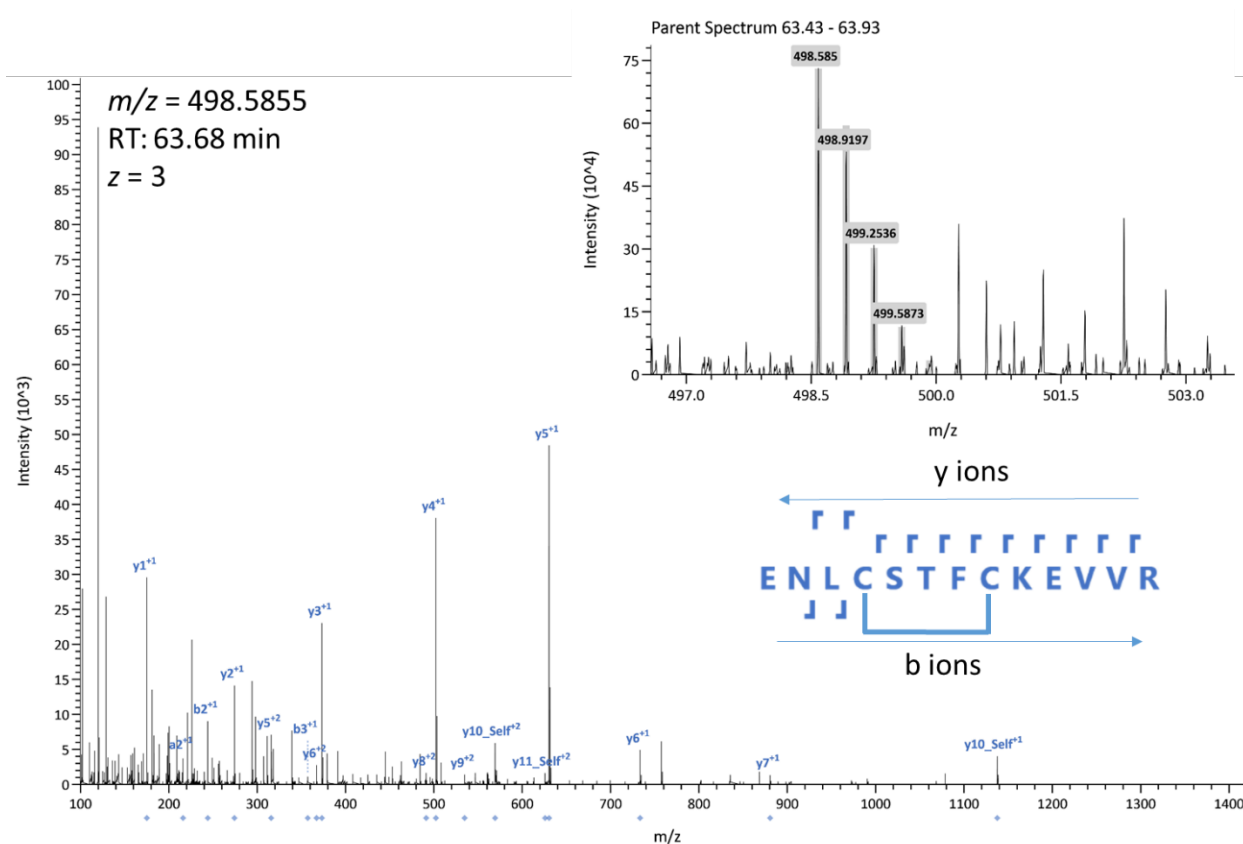 Parent Spectrum 63.43 - 63.93
Intensity (10^4)
75
60
45
30
15
0
498.585
498.9197
499.2536
499.5873
497.0
498.5
500.0
501.5
503.0
m/z
m/z = 498.5855
RT: 63.68 min
z = 3
Intensity (10^3)
100
95
90
85
80
75
70
65
60
55
50
45
40
35
30
25
20
15
10
5
0
y1+1
a2+1
b2+1
y2+1
y5+2
b3+1
y6+2
y3+1
y8+2
y4+1
y9+2
y10_Self+2
y11_Self+2
y5+1
y6+1
y7+1
y10_Self+1
100
200
300
400
500
600
700
800
900
1000
1100
1200
1300
1400
m/z
y ions
ENLCSTFCKEVVR
b ions